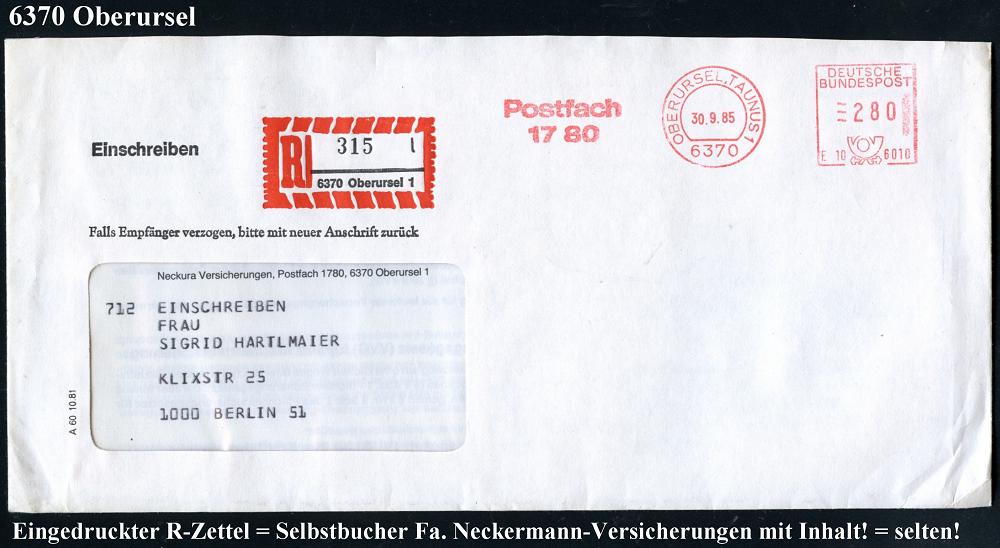 6370 Oberursel
Postfach
17 80
OBERURSEL, TAUNUS 1
30.9.85
6370
DEUTSCHE
BUNDESPOST
280
E 10 6010
Einschreiben
R 315 l
6370 Oberursel 1
Falls Empfänger verzogen, bitte mit neuer Anschrift zurück
Neckura Versicherungen, Postfach 1780, 6370 Oberursel 1
712 EINSCHREIBEN
FRAU
SIGRID HARTLMAIER
KLIXSTR 25
1000 BERLIN 51
A 60 10.81
Eingedruckter R-Zettel = Selbstbucher Fa. Neckermann-Versicherungen mit Inhalt! = selten!